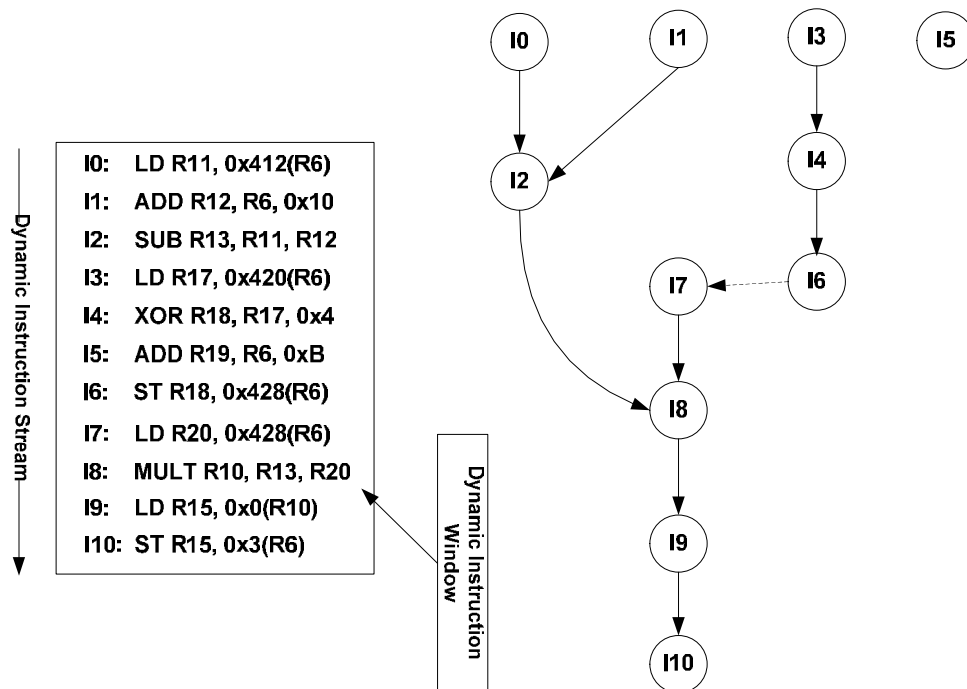 I0
I1
I3
I5
I2
I4
I7
I6
I8
I9
I10
Dynamic Instruction Stream
I0: LD R11, 0x412(R6)
I1: ADD R12, R6, 0x10
I2: SUB R13, R11, R12
I3: LD R17, 0x420(R6)
I4: XOR R18, R17, 0x4
I5: ADD R19, R6, 0xB
I6: ST R18, 0x428(R6)
I7: LD R20, 0x428(R6)
I8: MULT R10, R13, R20
I9: LD R15, 0x0(R10)
I10: ST R15, 0x3(R6)
Dynamic Instruction
Window